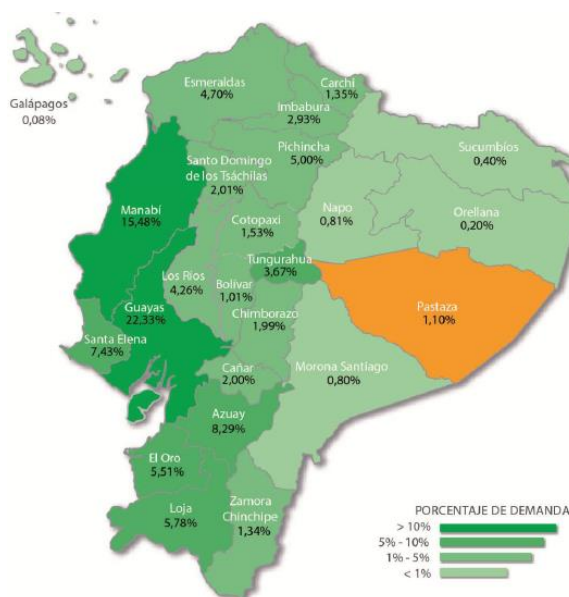 Esmeraldas
4,70%
Carchi
1,35%
Imbabura
2,93%
Galápagos
0,08%
Pichincha
5,00%
Sucumbíos
0,40%
Santo Domingo
de los Tsáchilas
2,01%
Manabí
15,48%
Napo
0,81%
Orellana
0,20%
Cotopaxi
1,53%
Tungurahua
3,67%
Los Ríos
4,26%
Bolívar
1,01%
Pastaza
1,10%
Guayas
22,33%
Chimborazo
1,99%
Santa Elena
7,43%
Cañar
2,00%
Morona Santiago
0,80%
Azuay
8,29%
El Oro
5,51%
Loja
5,78%
Zamora
Chinchipe
1,34%
PORCENTAJE DE DEMANDA
> 10%
5% - 10%
1% - 5%
< 1%